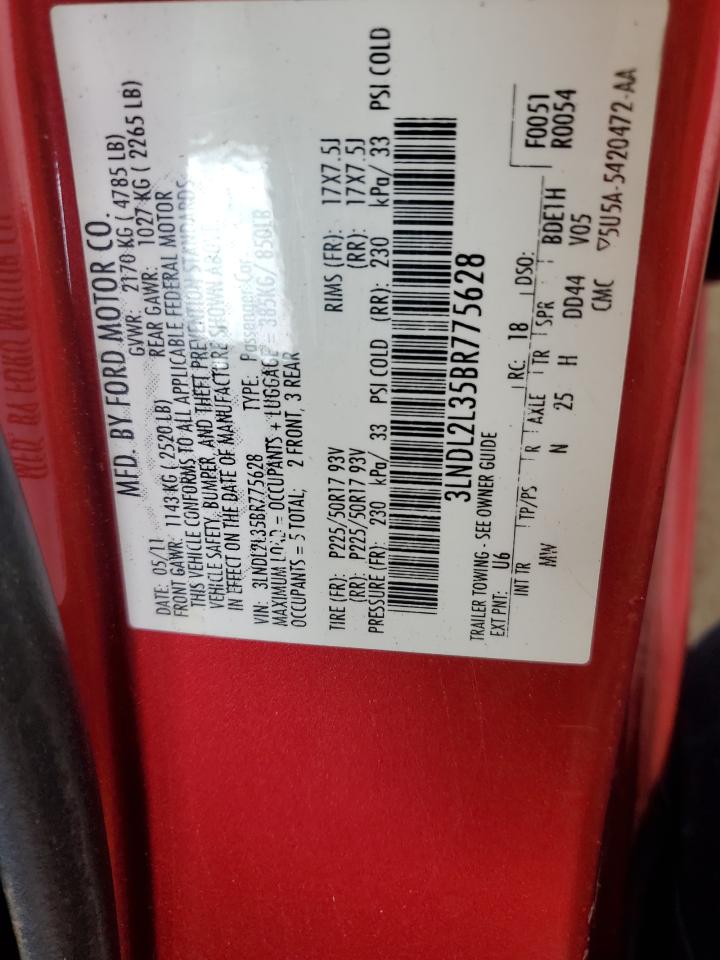 MFD. BY FORD MOTOR CO.
DATE: 05/11 GVWR: 2170 KG ( 4785 LB)
FRONT GAWR: 1143 KG ( 2520 LB) REAR GAWR: 1027 KG ( 2265 LB)
THIS VEHICLE CONFORMS TO ALL APPLICABLE FEDERAL MOTOR
VEHICLE SAFETY, BUMPER, AND THEFT PREVENTION STANDARDS
IN EFFECT ON THE DATE OF MANUFACTURE SHOWN ABOVE
VIN: 3LNDL2L35BR775628 TYPE: Passenger Car
MAXIMUM LOAD = OCCUPANTS + LUGGAGE = 385KG/ 850LB
OCCUPANTS = 5 TOTAL: 2 FRONT, 3 REAR
TIRE (FR): P225/50R17 93V RIMS (FR): 17X7.5J
(RR): P225/50R17 93V (RR): 17X7.5J
PRESSURE (FR): 230 kPa/ 33 PSI COLD (RR): 230 kPa/ 33 PSI COLD
3LNDL2L35BR775628
TRAILER TOWING - SEE OWNER GUIDE
EXT PNT: U6 RC: 18 DSO: F0051
R0054
INT TR TP/PS R AXLE TR SPR BDE1H
MW N 25 H DD44 V05
CMC ▽5U5A-5420472-AA